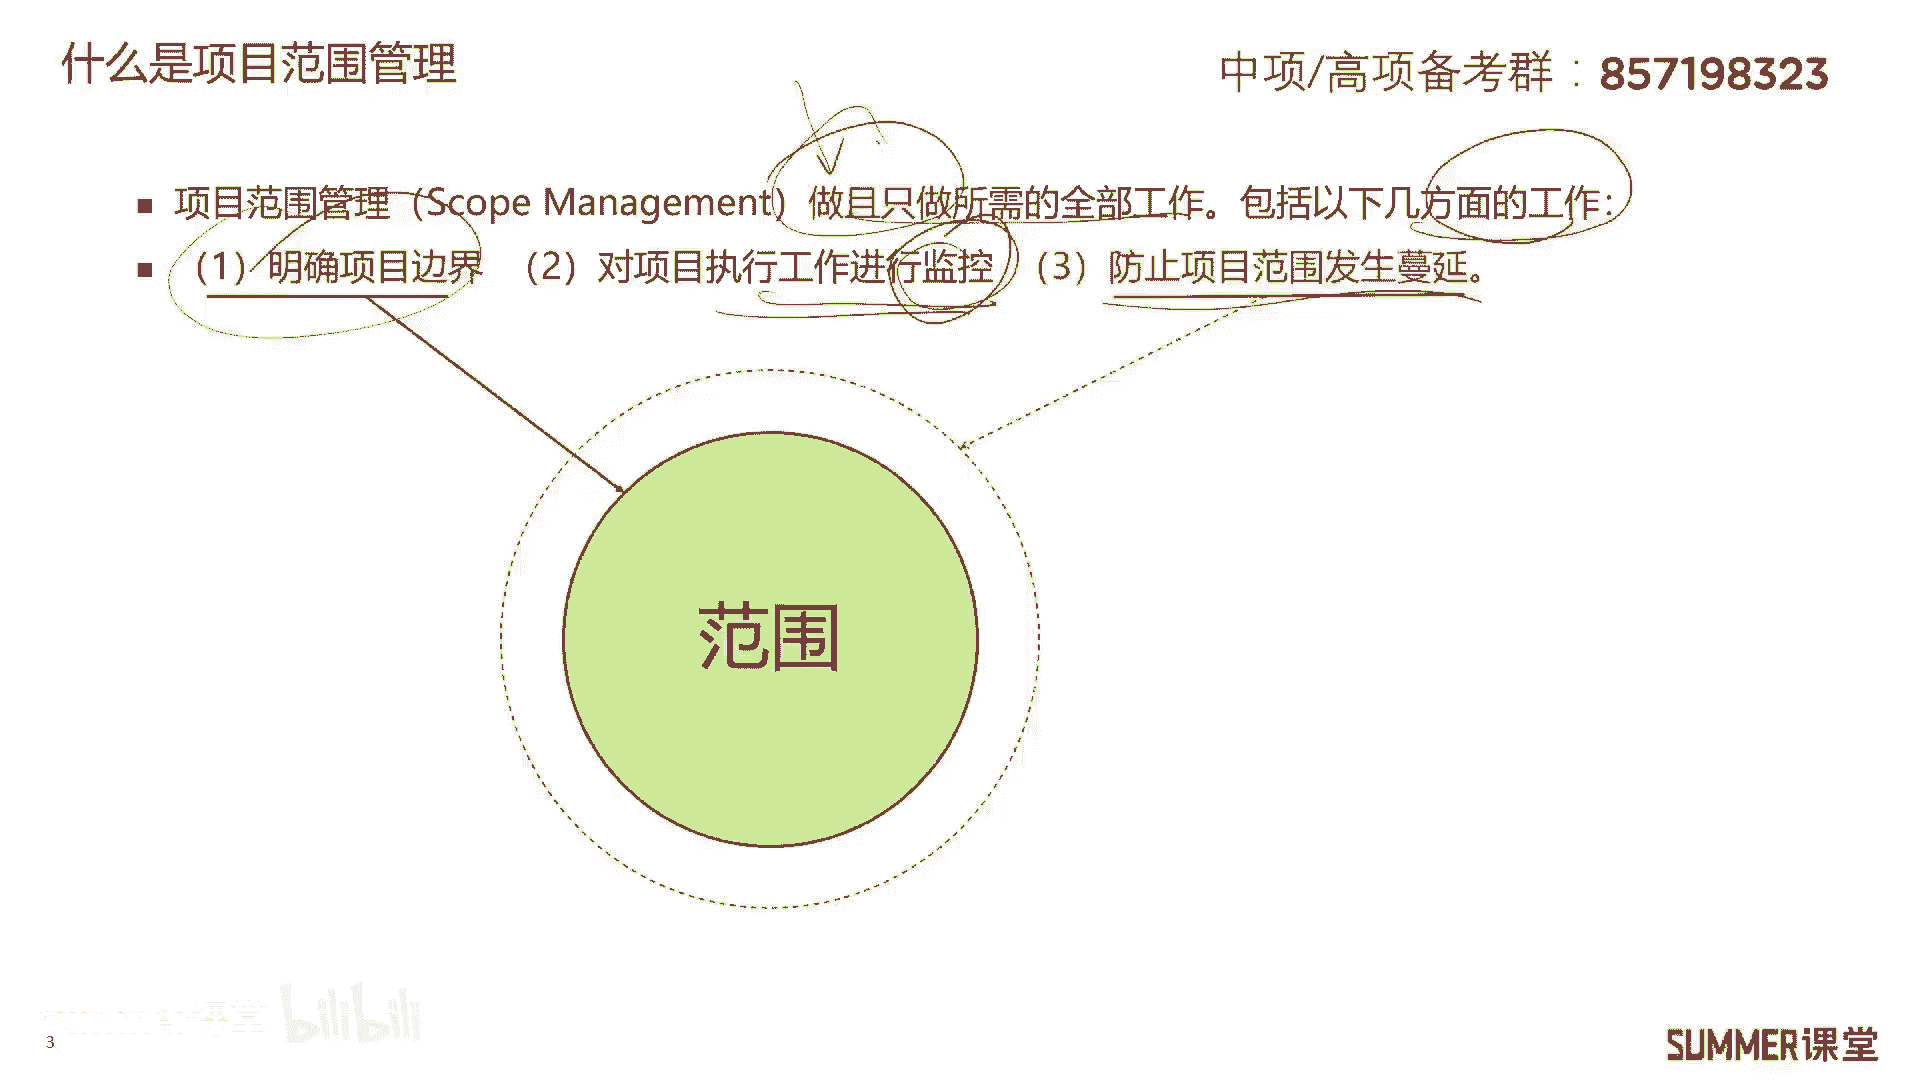 什么是项目范围管理
中项/高项备考群：857198323
■ 项目范围管理（Scope Management）做且只做所需的全部工作。包括以下几方面的工作：
■ （1）明确项目边界 （2）对项目执行工作进行监控 （3）防止项目范围发生蔓延。
范围
课堂 bilibili
3
SUMMER课堂